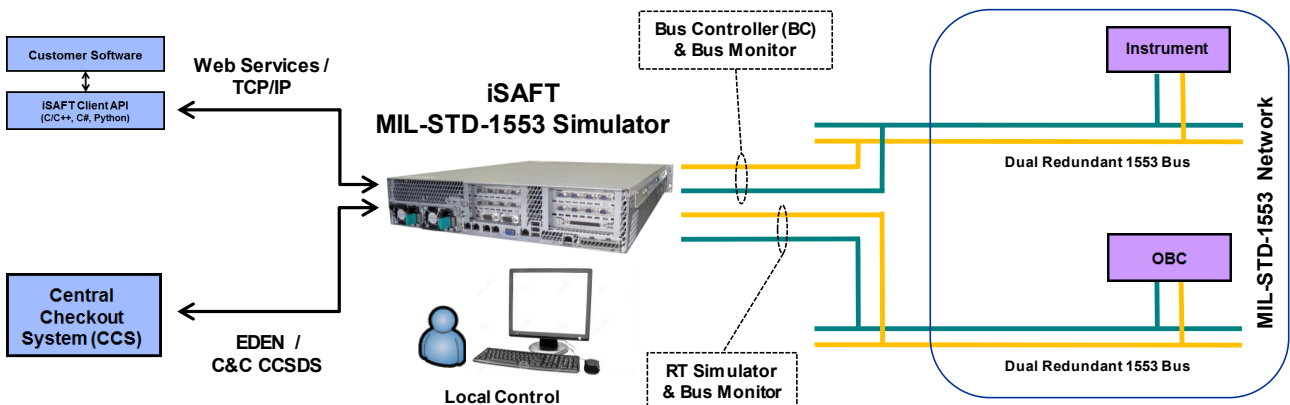 Customer Software
iSAFT Client API
(C/C++, C#, Python)
Web Services /
TCP/IP
iSAFT
MIL-STD-1553 Simulator
Bus Controller (BC)
& Bus Monitor
Instrument
Dual Redundant 1553 Bus
MIL-STD-1553 Network
Central
Checkout
System (CCS)
EDEN /
C&C CCSDS
Local Control
RT Simulator
& Bus Monitor
OBC
Dual Redundant 1553 Bus